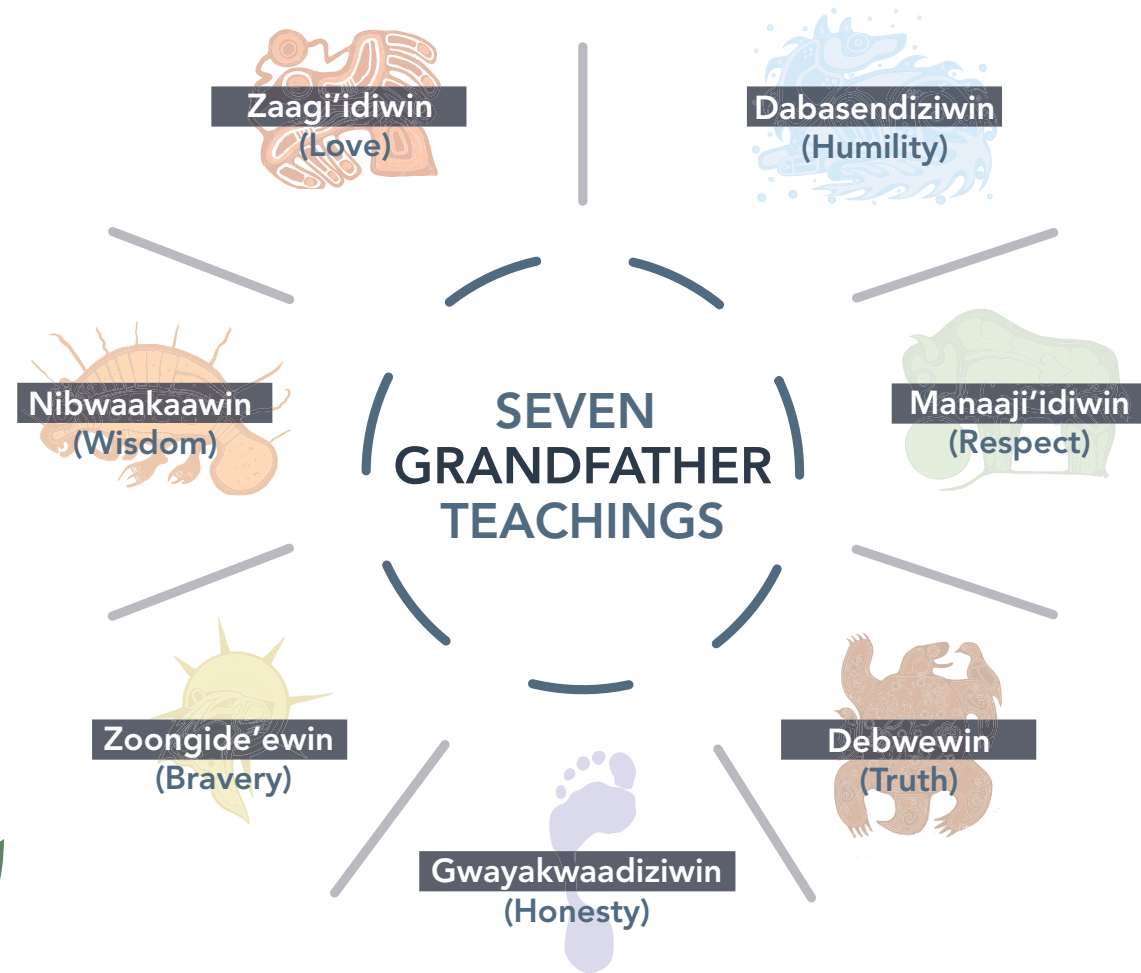 Zaagi’idiwin
(Love)
Dabasendiziwin
(Humility)
Nibwaakaawin
(Wisdom)
SEVEN
GRANDFATHER
TEACHINGS
Manaaji’idiwin
(Respect)
Zoongide’ewin
(Bravery)
Debwewin
(Truth)
Gwayakwaadiziwin
(Honesty)